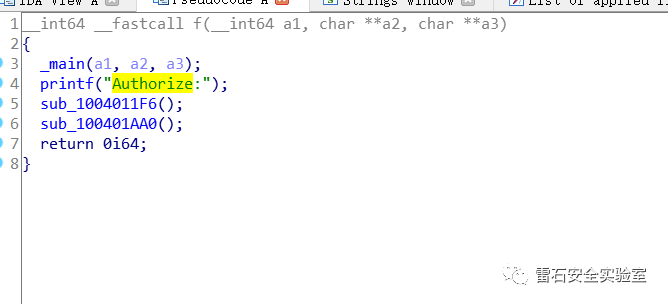 IDA View A Pseudocode A Strings window List of applied li
1 __int64 __fastcall f(__int64 a1, char **a2, char **a3)
2 {
3 _main(a1, a2, a3);
4 printf("Authorize:");
5 sub_1004011F6();
6 sub_100401AA0();
7 return 0i64;
8 }
雷石安全实验室